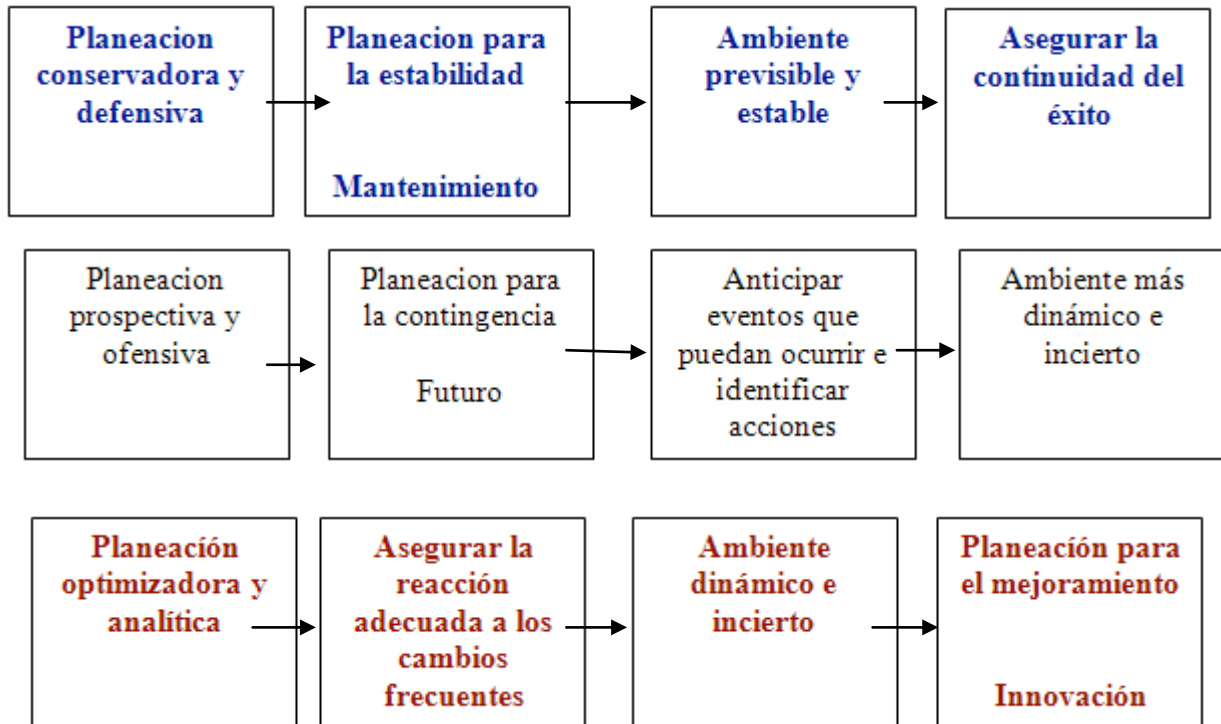 Planeacion
conservadora y
defensiva
Planeacion para
la estabilidad
Mantenimiento
Ambiente
previsible y
estable
Asegurar la
continuidad del
éxito
Planeacion
prospectiva y
ofensiva
Planeacion para
la contingencia
Futuro
Anticipar
eventos que
puedan ocurrir e
identificar
acciones
Ambiente más
dinámico e
incierto
Planeacíón
optimizadora y
analítica
Asegurar la
reacción
adecuada a los
cambios
frecuentes
Ambiente
dinámico e
incierto
Planeacíón para
el mejoramiento
Innovación